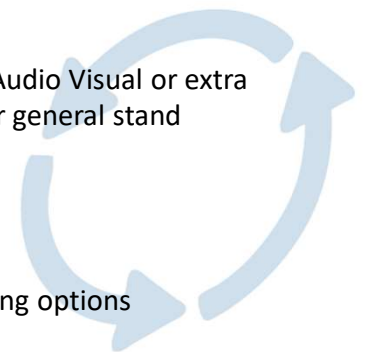 Audio Visual or extra
r general stand
ng options